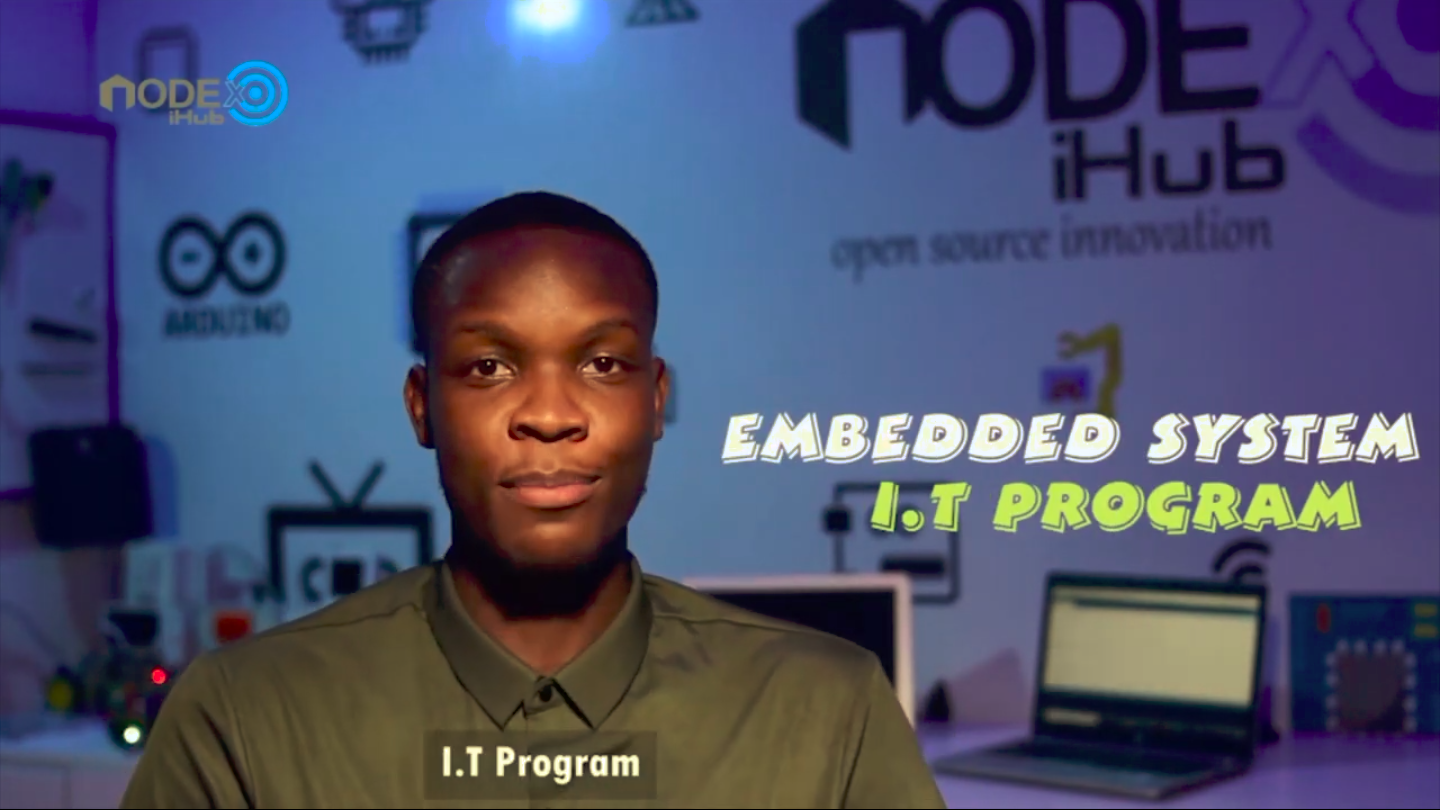 NODEX
iHub
NODEX
iHub
open source innovation
ARDUINO
EMBEDDED SYSTEM
I.T PROGRAM
I.T Program